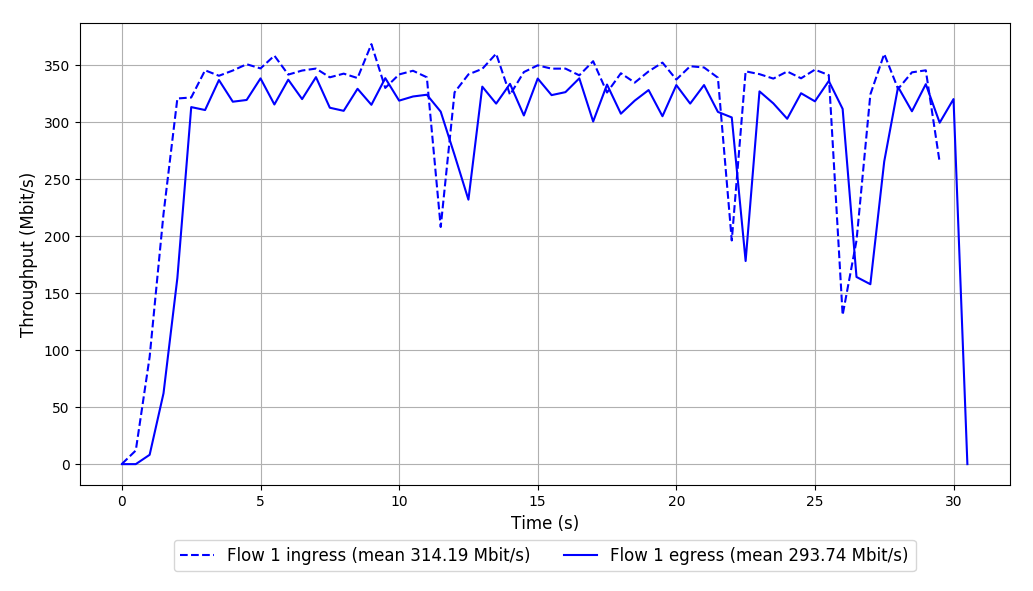 Throughput (Mbit/s)
350
300
250
200
150
100
50
0
0 5 10 15 20 25 30
Time (s)
Flow 1 ingress (mean 314.19 Mbit/s) Flow 1 egress (mean 293.74 Mbit/s)